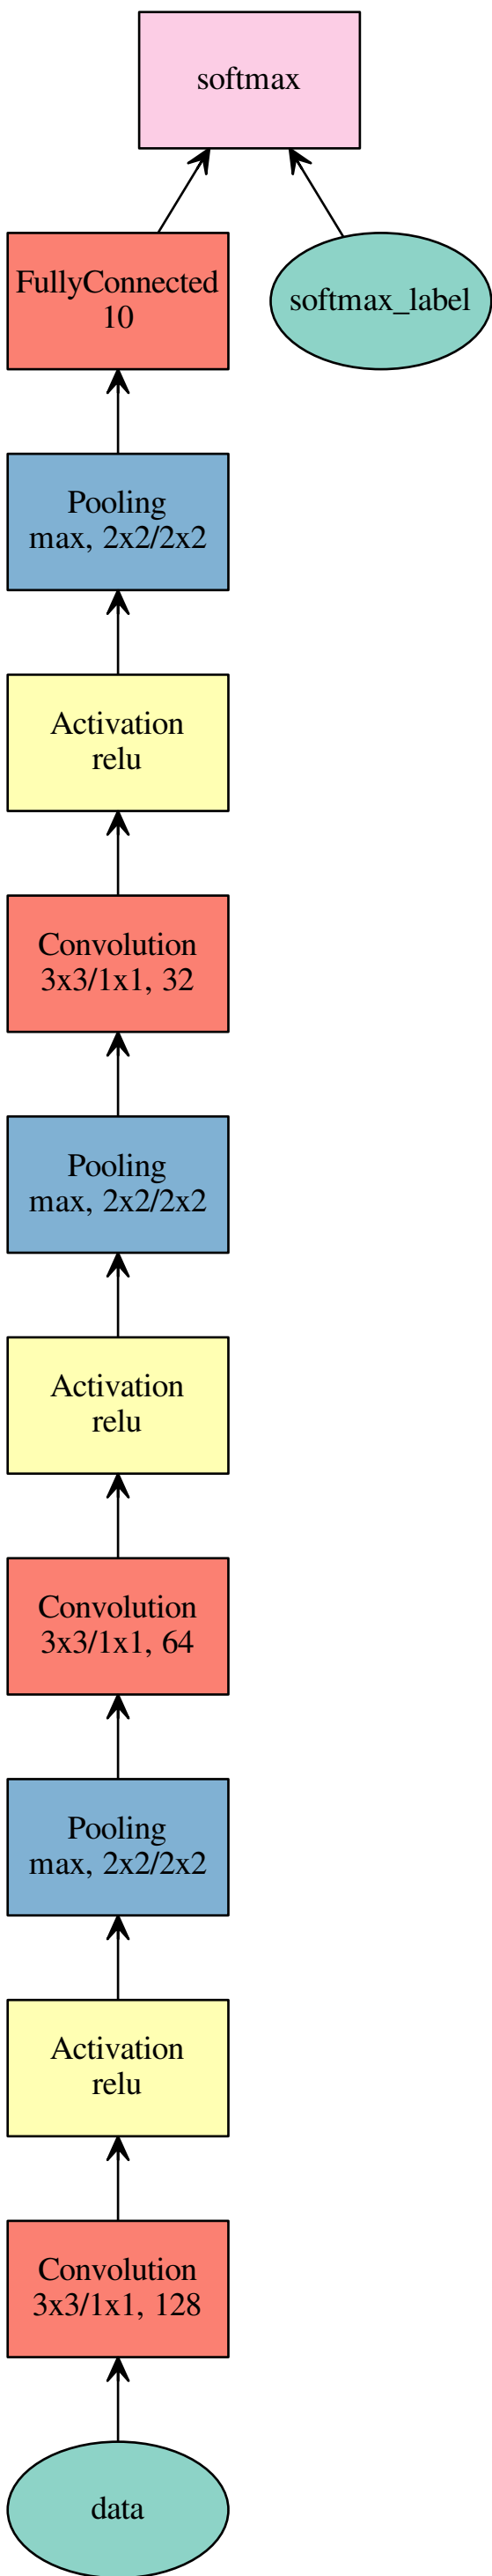 softmax
FullyConnected
10
softmax_label
Pooling
max, 2x2/2x2
Activation
relu
Convolution
3x3/1x1, 32
Pooling
max, 2x2/2x2
Activation
relu
Convolution
3x3/1x1, 64
Pooling
max, 2x2/2x2
Activation
relu
Convolution
3x3/1x1, 128
data